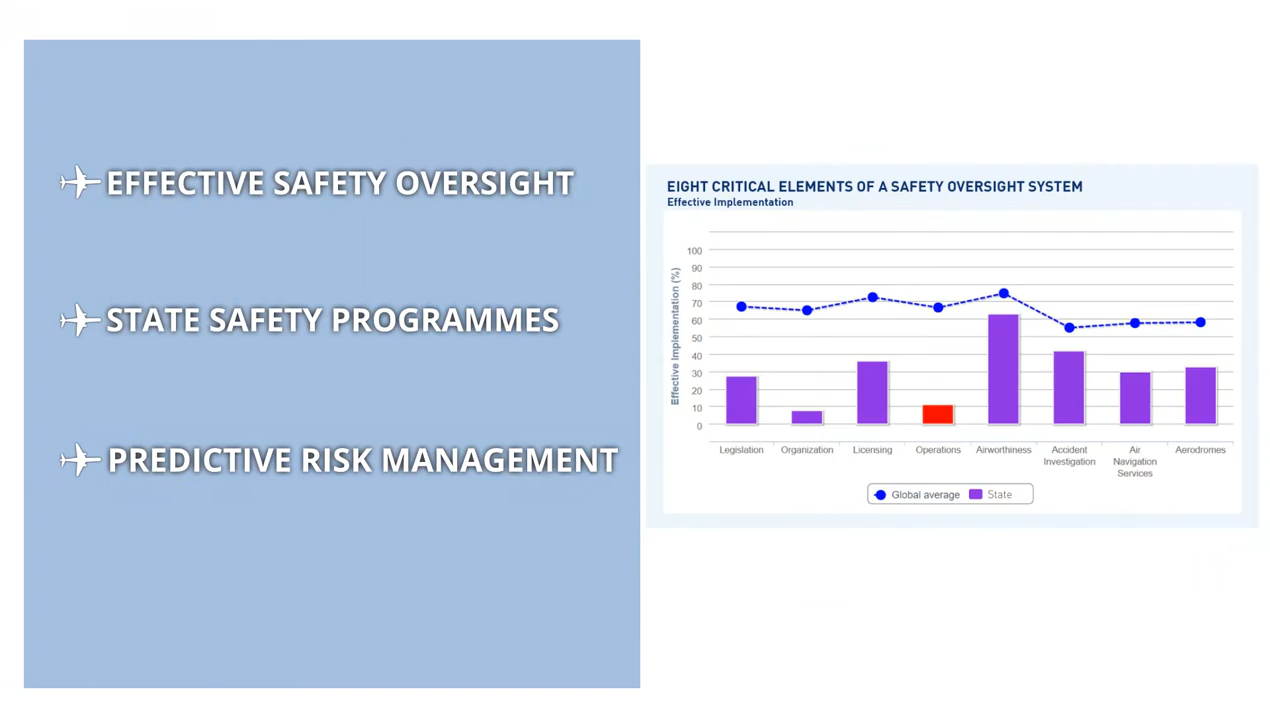 EFFECTIVE SAFETY OVERSIGHT
STATE SAFETY PROGRAMMES
PREDICTIVE RISK MANAGEMENT
EIGHT CRITICAL ELEMENTS OF A SAFETY OVERSIGHT SYSTEM
Effective Implementation
Effective Implementation (%)
100
90
80
70
60
50
40
30
20
10
0
Legislation
Organization
Licensing
Operations
Airworthiness
Accident
Investigation
Air
Navigation
Services
Aerodromes
Global average
State